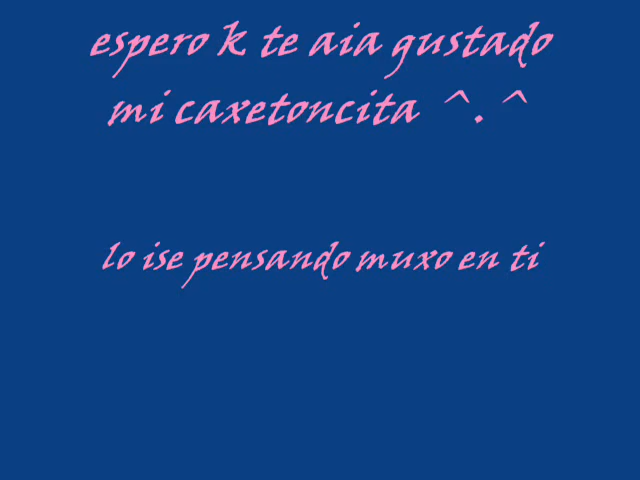 espero k te aia gustado
mi caxetoncita ^.^
lo ise pensando muxo en ti